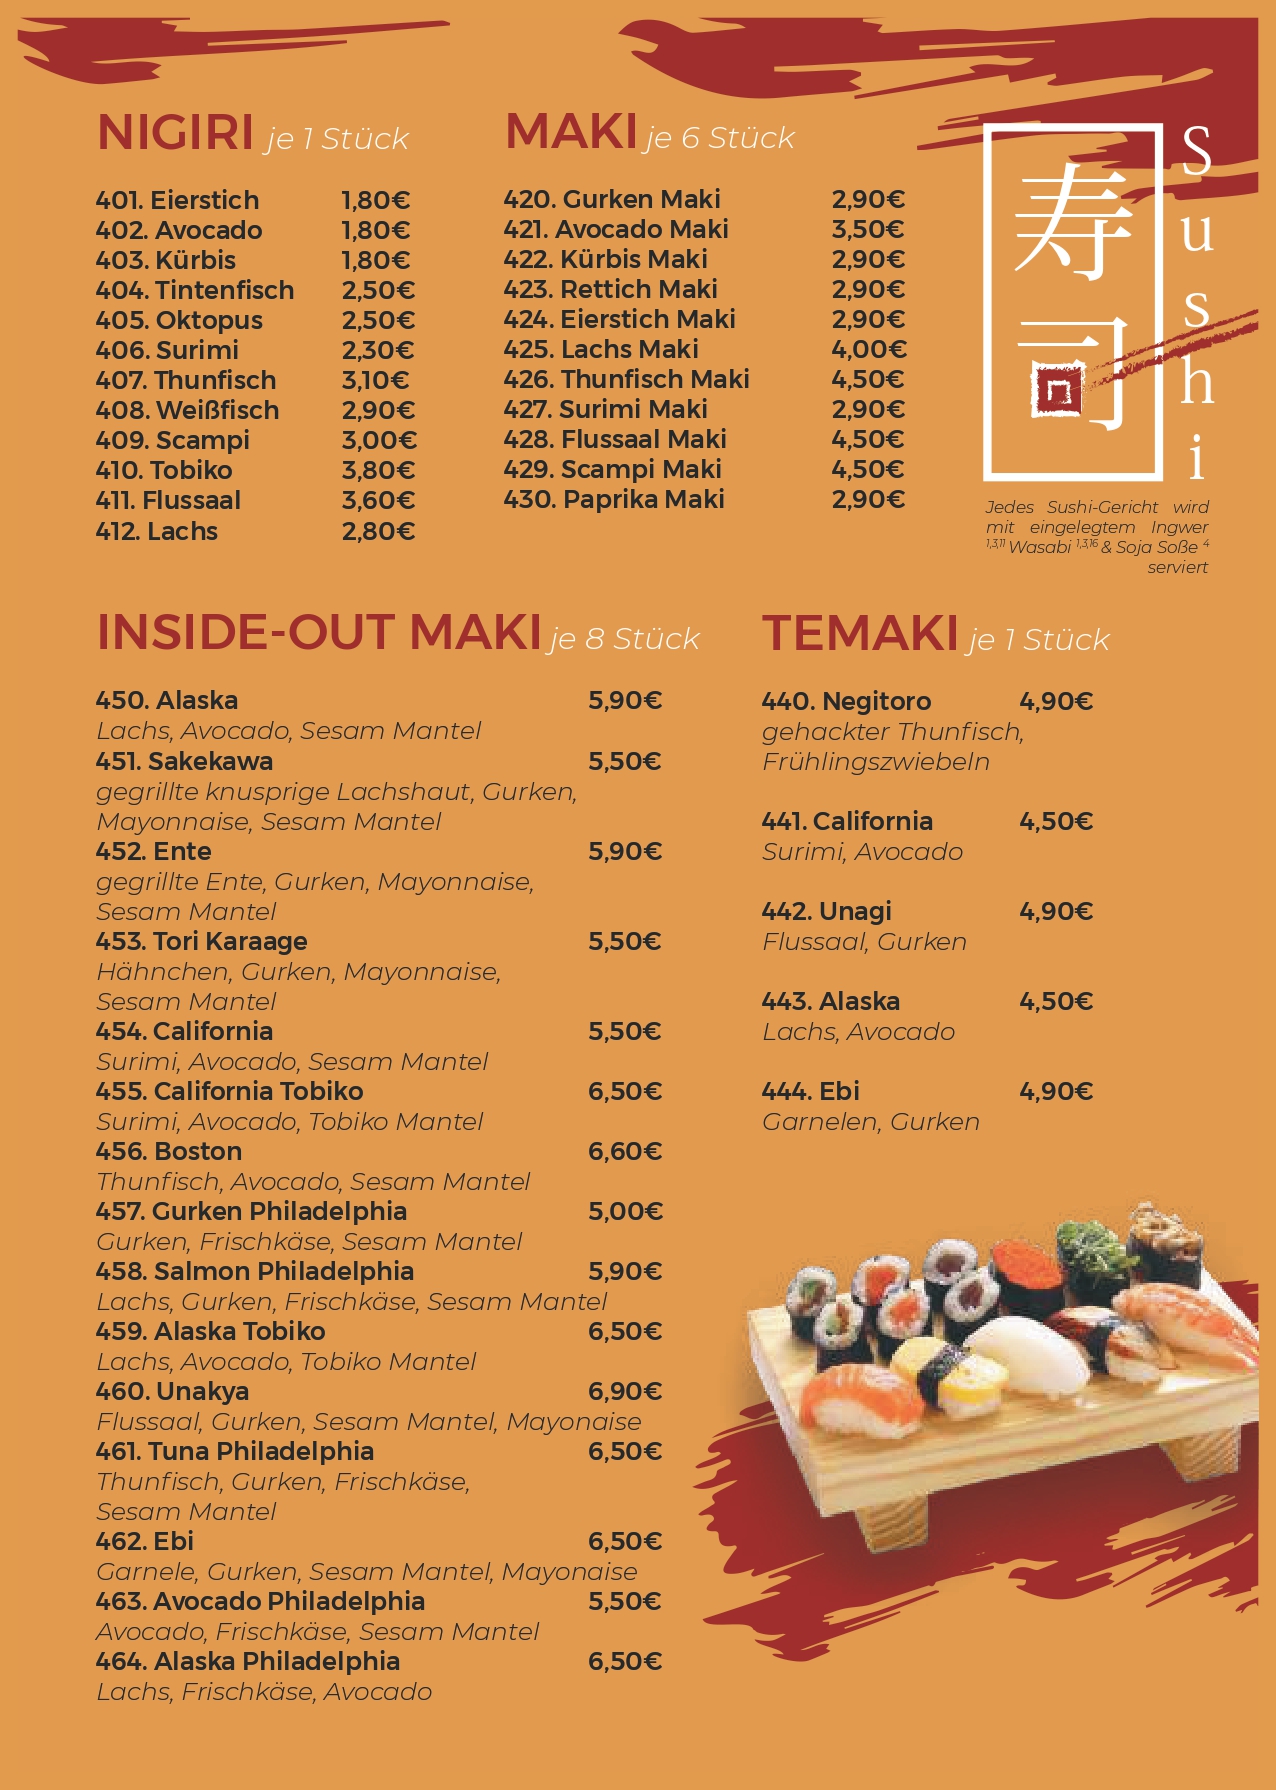 NIGIRI je 1 Stück
401. Eierstich 1,80€
402. Avocado 1,80€
403. Kürbis 1,80€
404. Tintenfisch 2,50€
405. Oktopus 2,50€
406. Surimi 2,30€
407. Thunfisch 3,10€
408. Weißfisch 2,90€
409. Scampi 3,00€
410. Tobiko 3,80€
411. Flussaal 3,60€
412. Lachs 2,80€
MAKI je 6 Stück
420. Gurken Maki 2,90€
421. Avocado Maki 3,50€
422. Kürbis Maki 2,90€
423. Rettich Maki 2,90€
424. Eierstich Maki 2,90€
425. Lachs Maki 4,00€
426. Thunfisch Maki 4,50€
427. Surimi Maki 2,90€
428. Flussaal Maki 4,50€
429. Scampi Maki 4,50€
430. Paprika Maki 2,90€
寿司
Sushi
Jedes Sushi-Gericht wird
mit eingelegtem Ingwer
1,3,11 Wasabi 1,3,16 & Soja Soße 4
serviert
INSIDE-OUT MAKI je 8 Stück
450. Alaska 5,90€
Lachs, Avocado, Sesam Mantel
451. Sakekawa 5,50€
gegrillte knusprige Lachshaut, Gurken,
Mayonnaise, Sesam Mantel
452. Ente 5,90€
gegrillte Ente, Gurken, Mayonnaise,
Sesam Mantel
453. Tori Karaage 5,50€
Hähnchen, Gurken, Mayonnaise,
Sesam Mantel
454. California 5,50€
Surimi, Avocado, Sesam Mantel
455. California Tobiko 6,50€
Surimi, Avocado, Tobiko Mantel
456. Boston 6,60€
Thunfisch, Avocado, Sesam Mantel
457. Gurken Philadelphia 5,00€
Gurken, Frischkäse, Sesam Mantel
458. Salmon Philadelphia 5,90€
Lachs, Gurken, Frischkäse, Sesam Mantel
459. Alaska Tobiko 6,50€
Lachs, Avocado, Tobiko Mantel
460. Unakya 6,90€
Flussaal, Gurken, Sesam Mantel, Mayonaise
461. Tuna Philadelphia 6,50€
Thunfisch, Gurken, Frischkäse,
Sesam Mantel
462. Ebi 6,50€
Garnele, Gurken, Sesam Mantel, Mayonaise
463. Avocado Philadelphia 5,50€
Avocado, Frischkäse, Sesam Mantel
464. Alaska Philadelphia 6,50€
Lachs, Frischkäse, Avocado
TEMAKI je 1 Stück
440. Negitoro 4,90€
gehackter Thunfisch,
Frühlingszwiebeln
441. California 4,50€
Surimi, Avocado
442. Unagi 4,90€
Flussaal, Gurken
443. Alaska 4,50€
Lachs, Avocado
444. Ebi 4,90€
Garnelen, Gurken